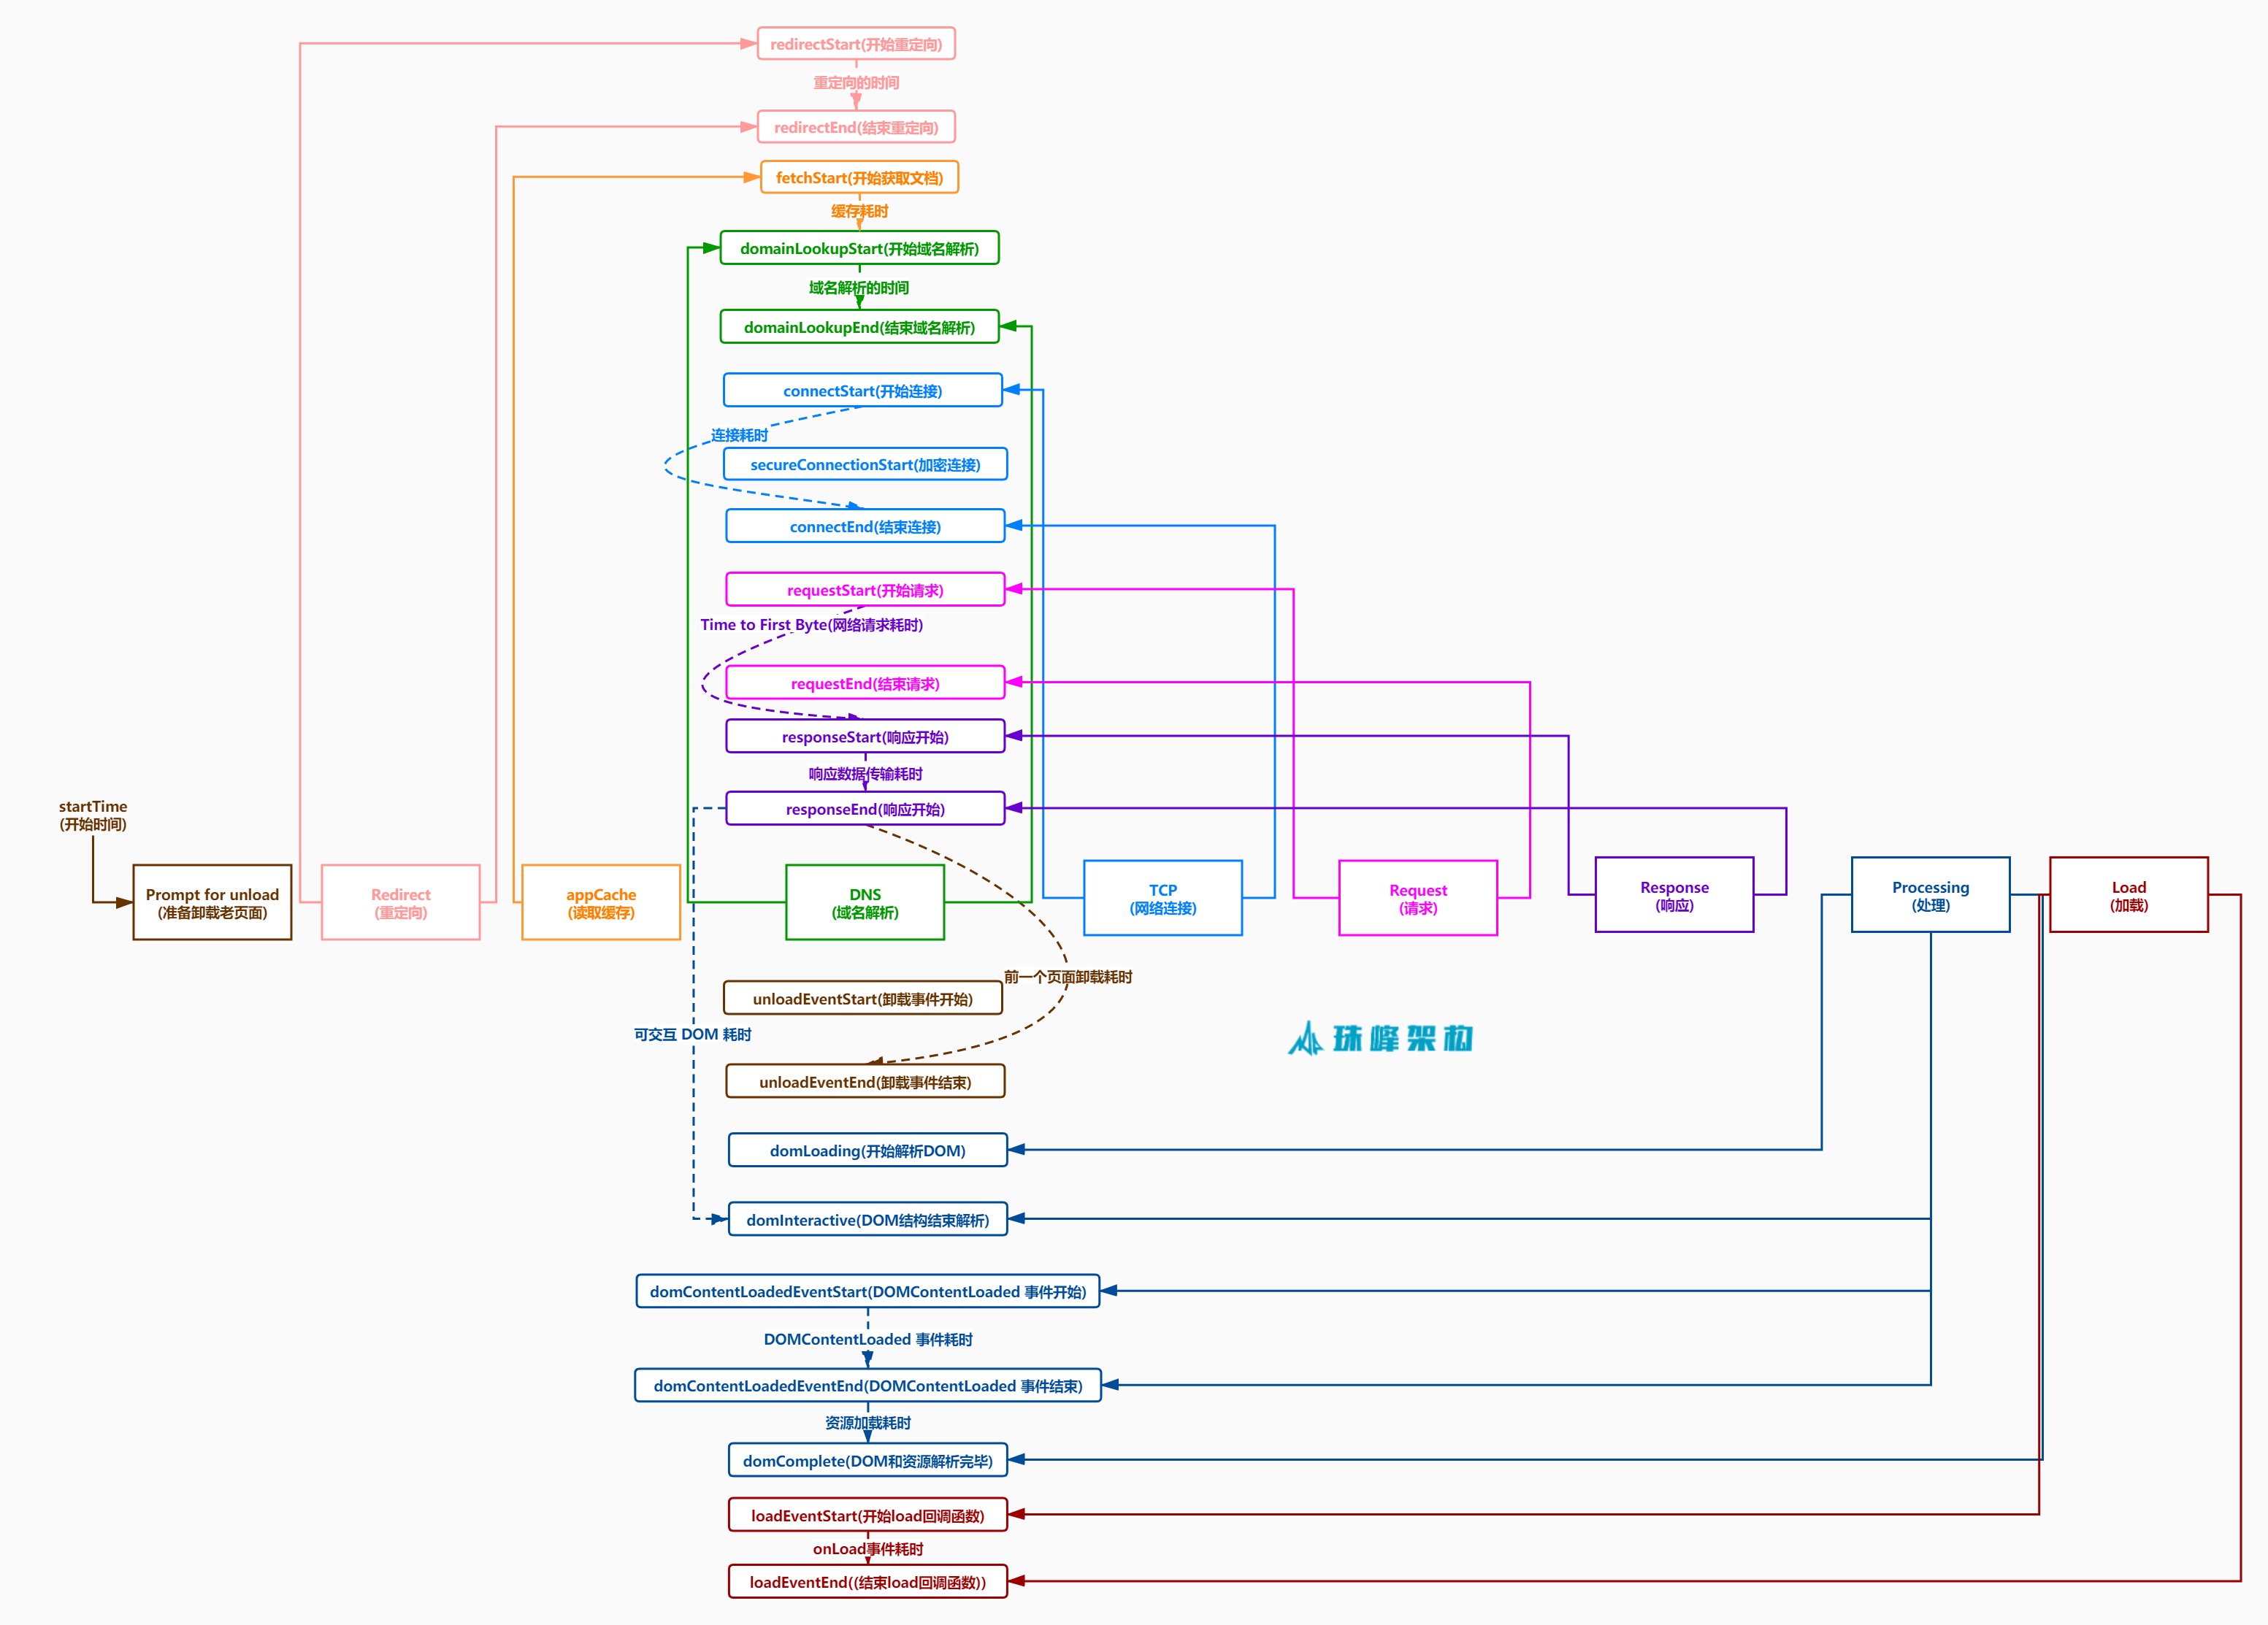 redirectStart(开始重定向)
重定向的时间
redirectEnd(结束重定向)
fetchStart(开始获取文档)
缓存耗时
domainLookupStart(开始域名解析)
域名解析的时间
domainLookupEnd(结束域名解析)
connectStart(开始连接)
连接耗时
secureConnectionStart(加密连接)
connectEnd(结束连接)
requestStart(开始请求)
Time to First Byte(网络请求耗时)
requestEnd(结束请求)
responseStart(响应开始)
响应数据传输耗时
responseEnd(响应开始)
startTime
(开始时间)
Prompt for unload
(准备卸载老页面)
Redirect
(重定向)
appCache
(读取缓存)
DNS
(域名解析)
TCP
(网络连接)
Request
(请求)
Response
(响应)
Processing
(处理)
Load
(加载)
前一个页面卸载耗时
unloadEventStart(卸载事件开始)
可交互 DOM 耗时
珠峰架构
unloadEventEnd(卸载事件结束)
domLoading(开始解析DOM)
domInteractive(DOM结构结束解析)
domContentLoadedEventStart(DOMContentLoaded 事件开始)
DOMContentLoaded 事件耗时
domContentLoadedEventEnd(DOMContentLoaded 事件结束)
资源加载耗时
domComplete(DOM和资源解析完毕)
loadEventStart(开始load回调函数)
onLoad事件耗时
loadEventEnd((结束load回调函数))